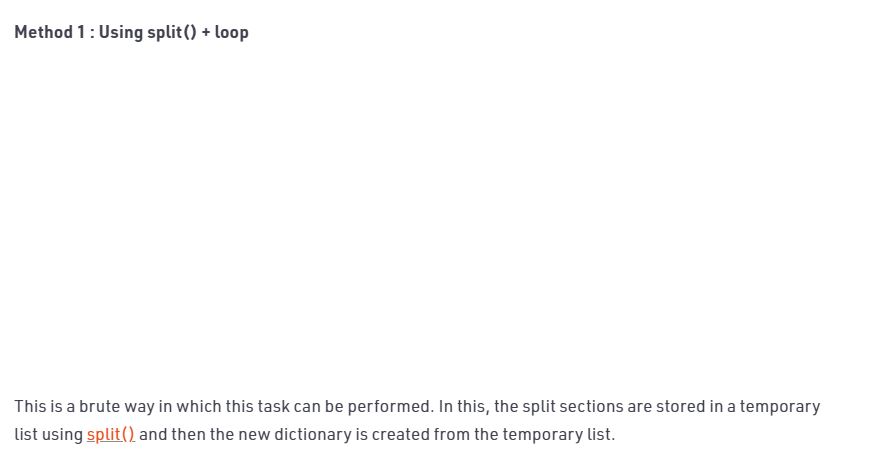 Method 1 : Using split() + loop
This is a brute way in which this task can be performed. In this, the split sections are stored in a temporary
list using split() and then the new dictionary is created from the temporary list.